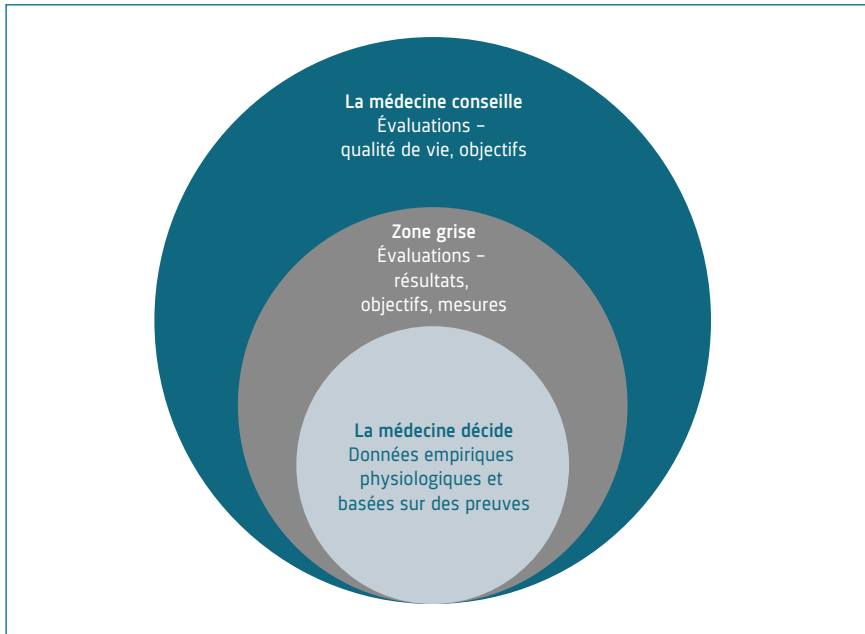 La médecine conseille
Évaluations –
qualité de vie, objectifs
Zone grise
Évaluations –
résultats,
objectifs, mesures
La médecine décide
Données empiriques
physiologiques et
basées sur des preuves